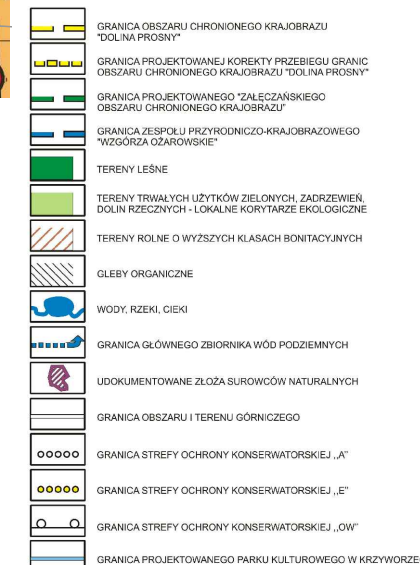 GRANICA OBSZARU CHRONIONEGO KRAJOBRAZU
"DOLINA PROSNY"
GRANICA PROJEKTOWANEJ KOREKTY PRZEBIEGU GRANIC
OBSZARU CHRONIONEGO KRAJOBRAZU "DOLINA PROSNY"
GRANICA PROJEKTOWANEGO "ZAŁĘCZAŃSKIEGO
OBSZARU CHRONIONEGO KRAJOBRAZU"
GRANICA ZESPOŁU PRZYRODNICZO-KRAJOBRAZOWEGO
"WZGÓRZA OŻAROWSKIE"
TERENY LEŚNE
TERENY TRWAŁYCH UŻYTKÓW ZIELONYCH, ZADRZEWIEŃ,
DOLIN RZECZNYCH - LOKALNE KORYTARZE EKOLOGICZNE
TERENY ROLNE O WYŻSZYCH KLASACH BONITACYJNYCH
GLEBY ORGANICZNE
WODY, RZEKI, CIEKI
GRANICA GŁÓWNEGO ZBIORNIKA WÓD PODZIEMNYCH
UDOKUMENTOWANE ZŁOŻA SUROWCÓW NATURALNYCH
GRANICA OBSZARU I TERENU GÓRNICZEGO
GRANICA STREFY OCHRONY KONSERWATORSKIEJ ,,A"
GRANICA STREFY OCHRONY KONSERWATORSKIEJ ,,E"
GRANICA STREFY OCHRONY KONSERWATORSKIEJ ,,OW"
GRANICA PROJEKTOWANEGO PARKU KULTUROWEGO W